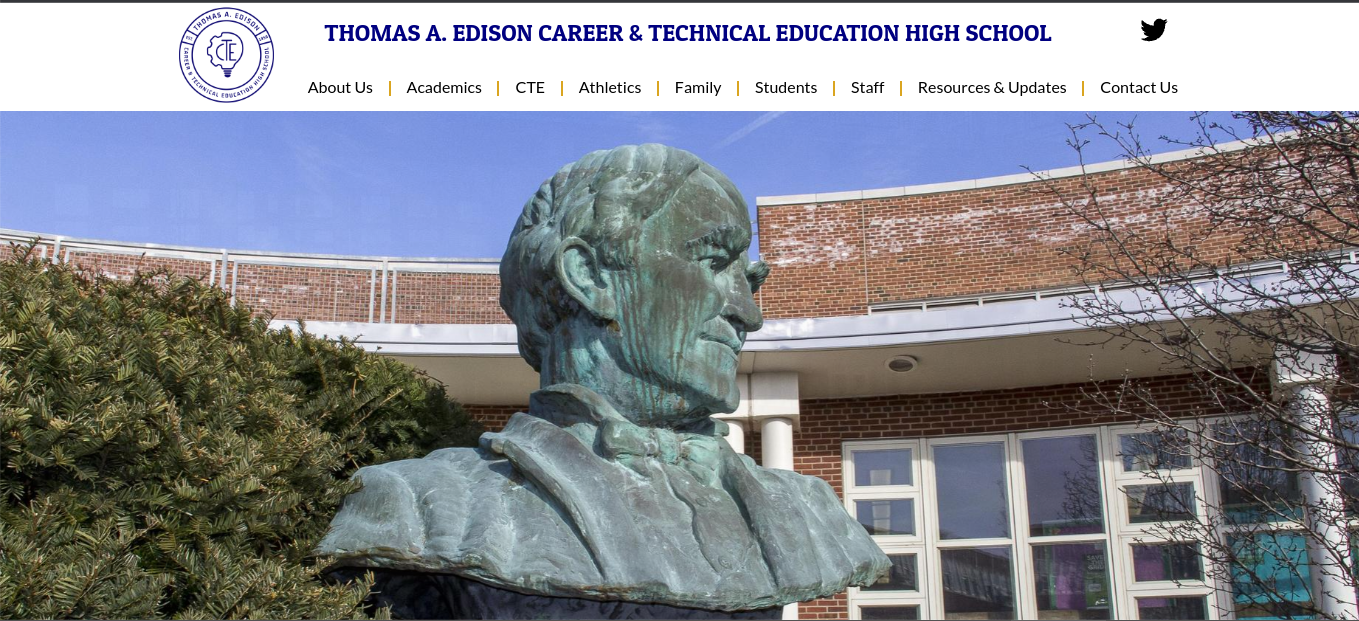 THOMAS A. EDISON
CAREER & TECHNICAL EDUCATION HIGH SCHOOL
CTE
THOMAS A. EDISON CAREER & TECHNICAL EDUCATION HIGH SCHOOL
About Us
Academics
CTE
Athletics
Family
Students
Staff
Resources & Updates
Contact Us